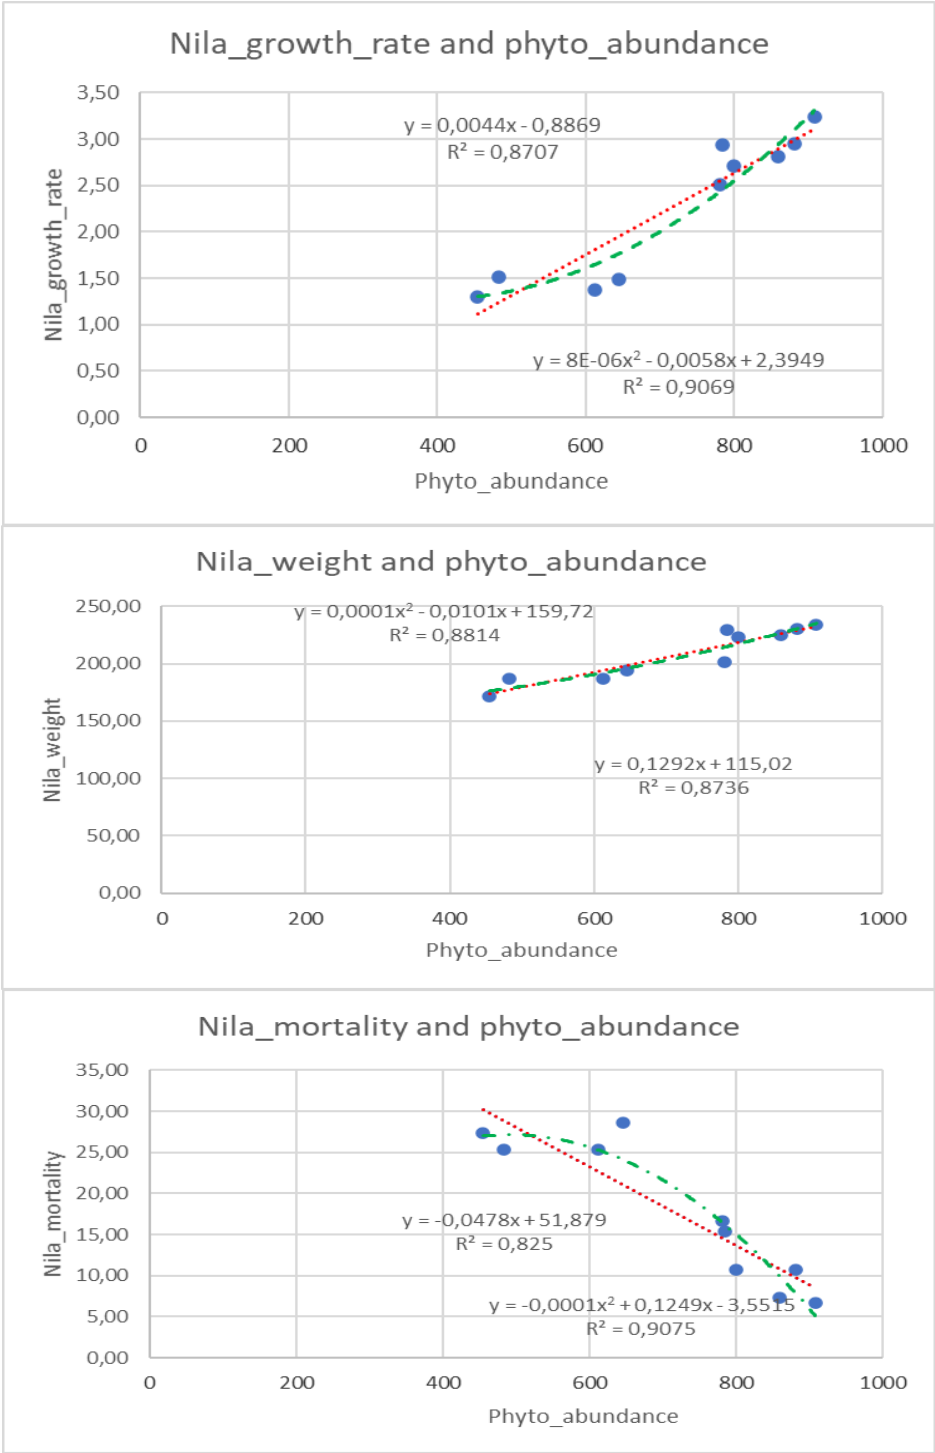 Nila_growth_rate and phyto_abundance
3,50
3,00
2,50
2,00
1,50
1,00
0,50
0,00
Nila_growth_rate
y = 0,0044x - 0,8869
R² = 0,8707
y = 8E-06x² - 0,0058x + 2,3949
R² = 0,9069
0 200 400 600 800 1000
Phyto_abundance
Nila_weight and phyto_abundance
250,00
200,00
150,00
100,00
50,00
0,00
Nila_weight
y = 0,0001x² - 0,0101x + 159,72
R² = 0,8814
y = 0,1292x + 115,02
R² = 0,8736
0 200 400 600 800 1000
Phyto_abundance
Nila_mortality and phyto_abundance
35,00
30,00
25,00
20,00
15,00
10,00
5,00
0,00
Nila_mortality
y = -0,0478x + 51,879
R² = 0,825
y = -0,0001x² + 0,1249x - 3,5515
R² = 0,9075
0 200 400 600 800 1000
Phyto_abundance